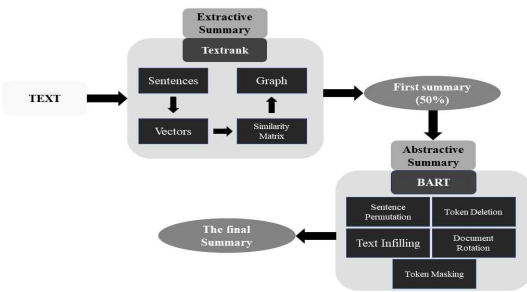 Extractive
Summary
Textrank
TEXT
Sentences
Graph
Vectors
Similarity
Matrix
First summary
(50%)
Abstractive
Summary
BART
Sentence
Permutation
Token Deletion
Text Infilling
Document
Rotation
Token Masking
The final
Summary